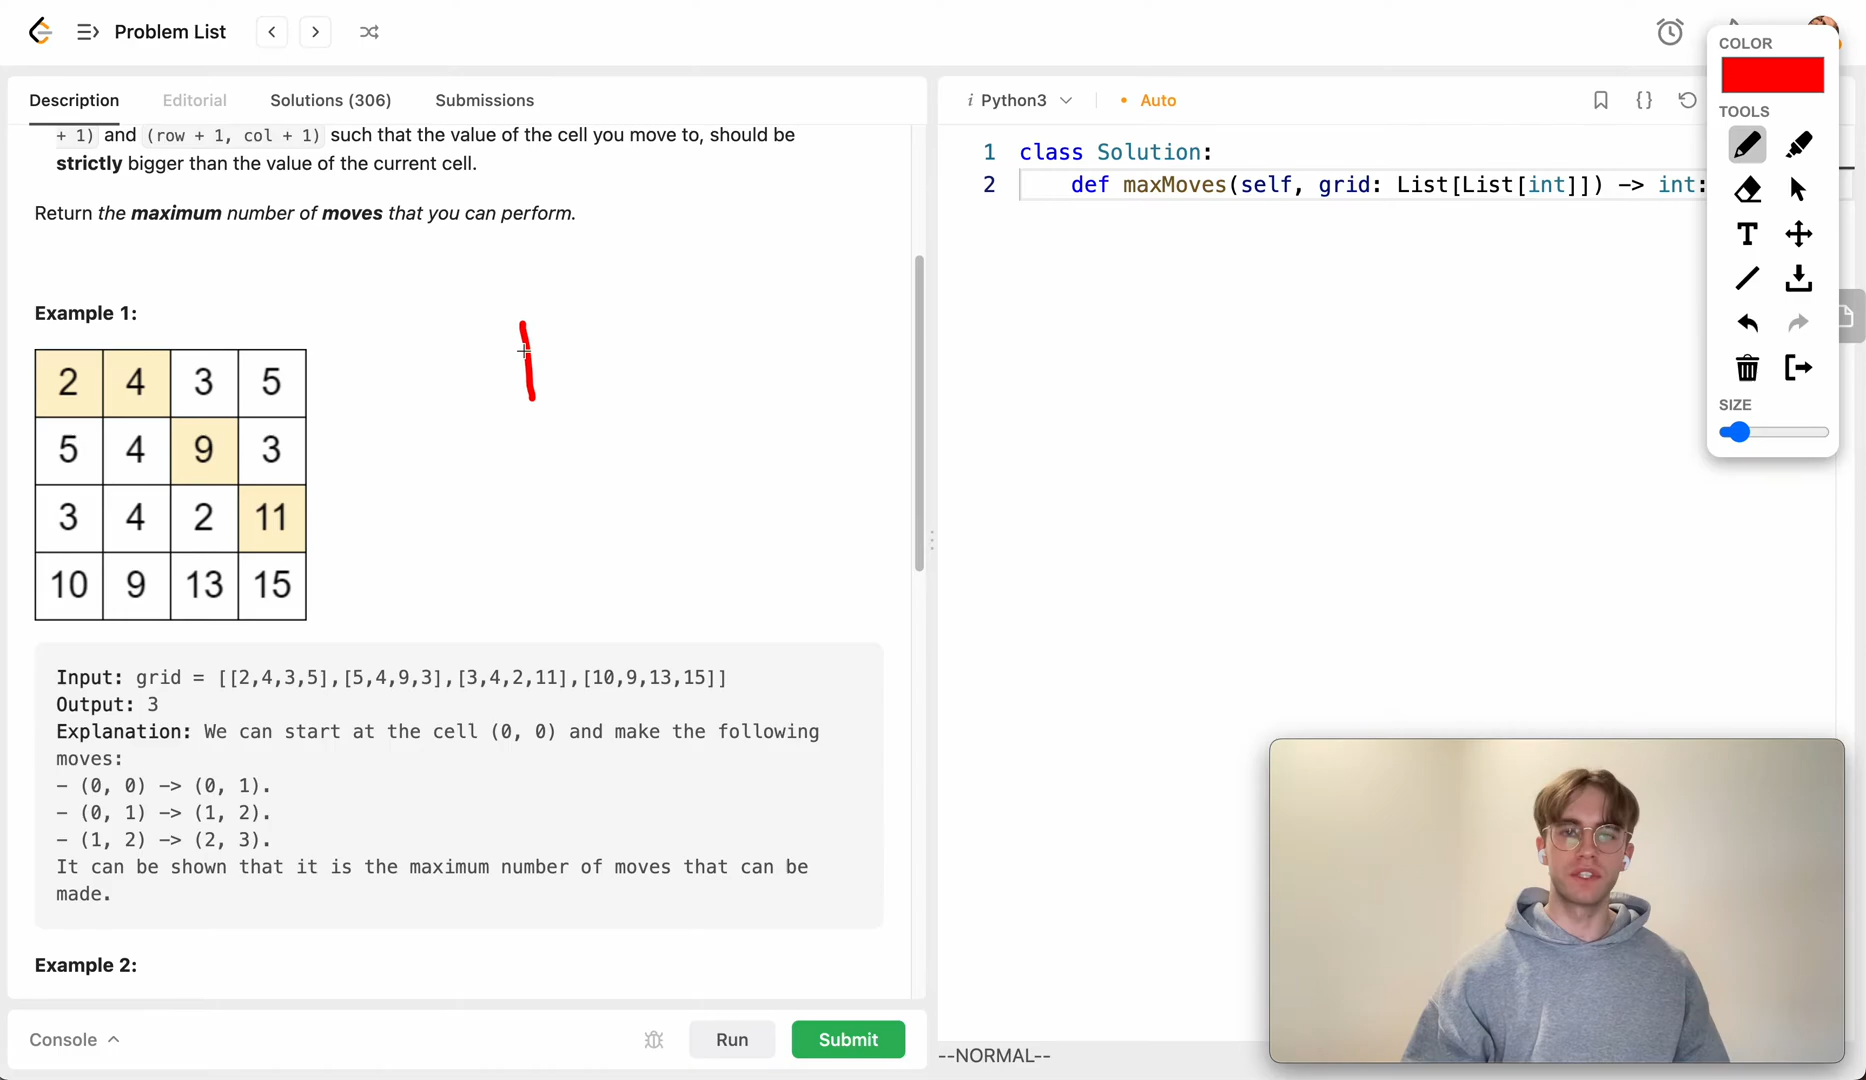 Problem List
COLOR
TOOLS
SIZE
Description Editorial Solutions (306) Submissions
+ 1) and (row + 1, col + 1) such that the value of the cell you move to, should be
strictly bigger than the value of the current cell.
Return the maximum number of moves that you can perform.
Example 1:
2 4 3 5
5 4 9 3
3 4 2 11
10 9 13 15
Input: grid = [[2,4,3,5],[5,4,9,3],[3,4,2,11],[10,9,13,15]]
Output: 3
Explanation: We can start at the cell (0, 0) and make the following
moves:
- (0, 0) -> (0, 1).
- (0, 1) -> (1, 2).
- (1, 2) -> (2, 3).
It can be shown that it is the maximum number of moves that can be
made.
Example 2:
Console Run Submit
i Python3 • Auto
{}
1 class Solution:
2 def maxMoves(self, grid: List[List[int]]) -> int:
--NORMAL--